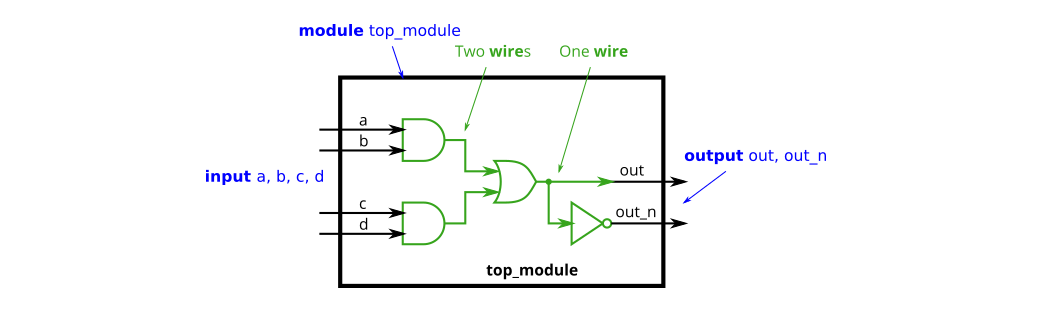 module top_module
Two wires
One wire
a
b
input a, b, c, d
c
d
out
out_n
output out, out_n
top_module